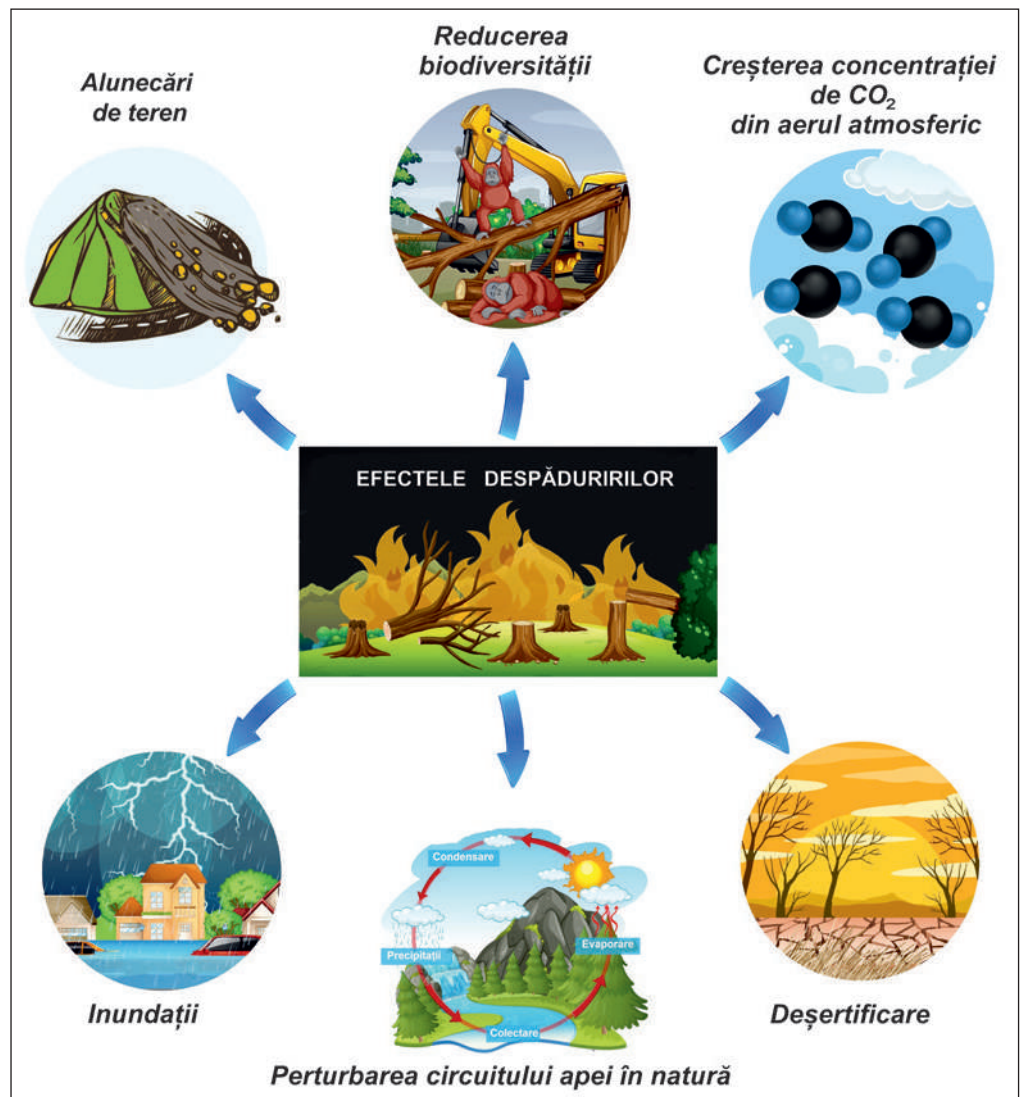 Alunecări
de teren
Reducerea
biodiversității
Creșterea concentrației
de CO₂
din aerul atmosferic
EFECTELE DESPĂDURIRILOR
Inundații
Condensare
Precipitații
Evaporare
Colectare
Perturbarea circuitului apei în natură
Deșertificare